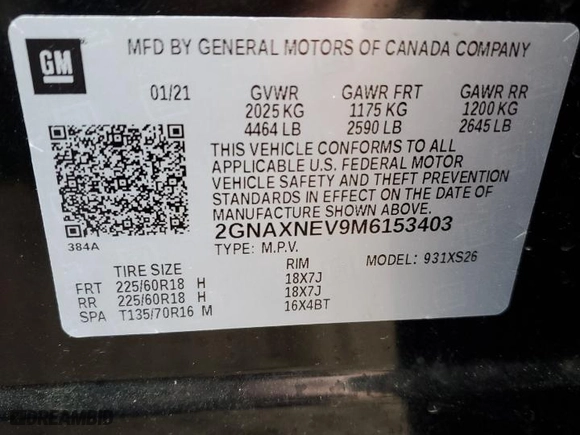 GM
MFD BY GENERAL MOTORS OF CANADA COMPANY
01/21 GVWR GAWR FRT GAWR RR
2025 KG 1175 KG 1200 KG
4464 LB 2590 LB 2645 LB
THIS VEHICLE CONFORMS TO ALL
APPLICABLE U.S. FEDERAL MOTOR
VEHICLE SAFETY AND THEFT PREVENTION
STANDARDS IN EFFECT ON THE DATE OF
MANUFACTURE SHOWN ABOVE.
384A
2GNAXNEV9M6153403
TYPE: M.P.V. MODEL: 931XS26
TIRE SIZE RIM
FRT 225/60R18 H 18X7J
RR 225/60R18 H 18X7J
SPA T135/70R16 M 16X4BT
DREAMBID